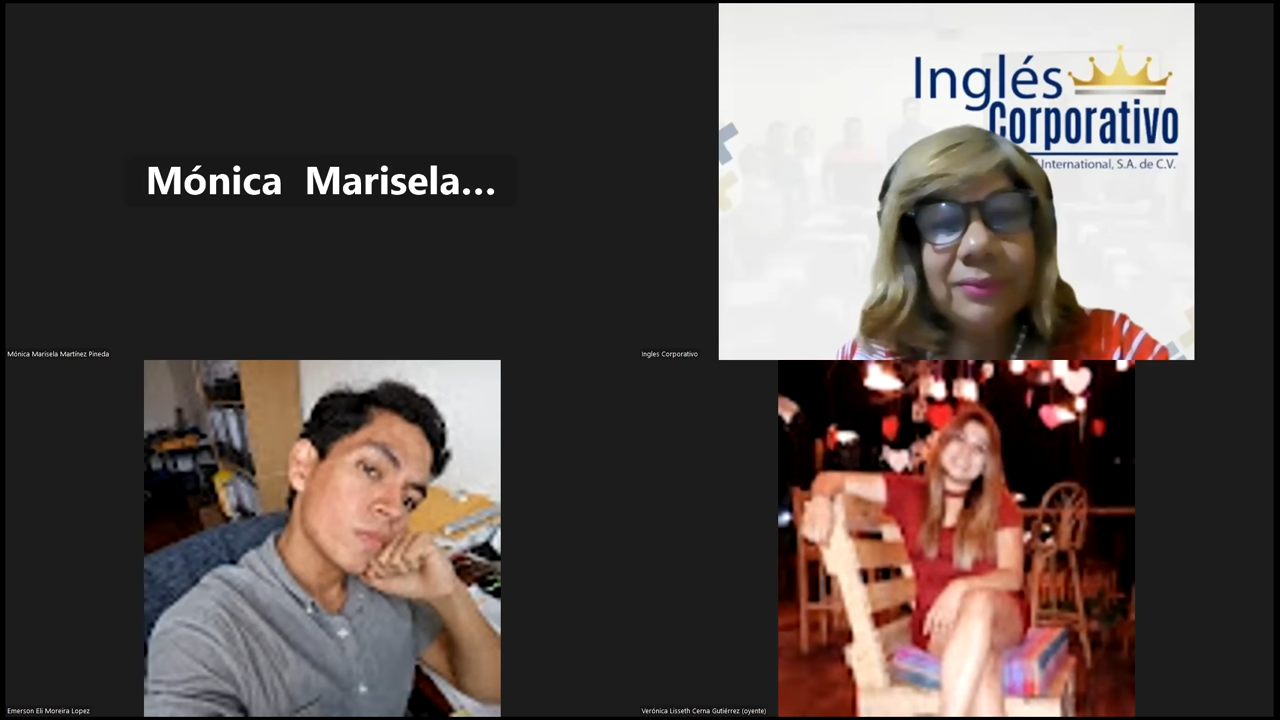 Mónica Marisela...
Mónica Marisela Martínez Pineda
Inglés
Corporativo
International, S.A. de C.V.
Ingles Corporativo
Emerson Eli Moreira Lopez
Verónica Lisseth Cerna Gutiérrez (oyente)